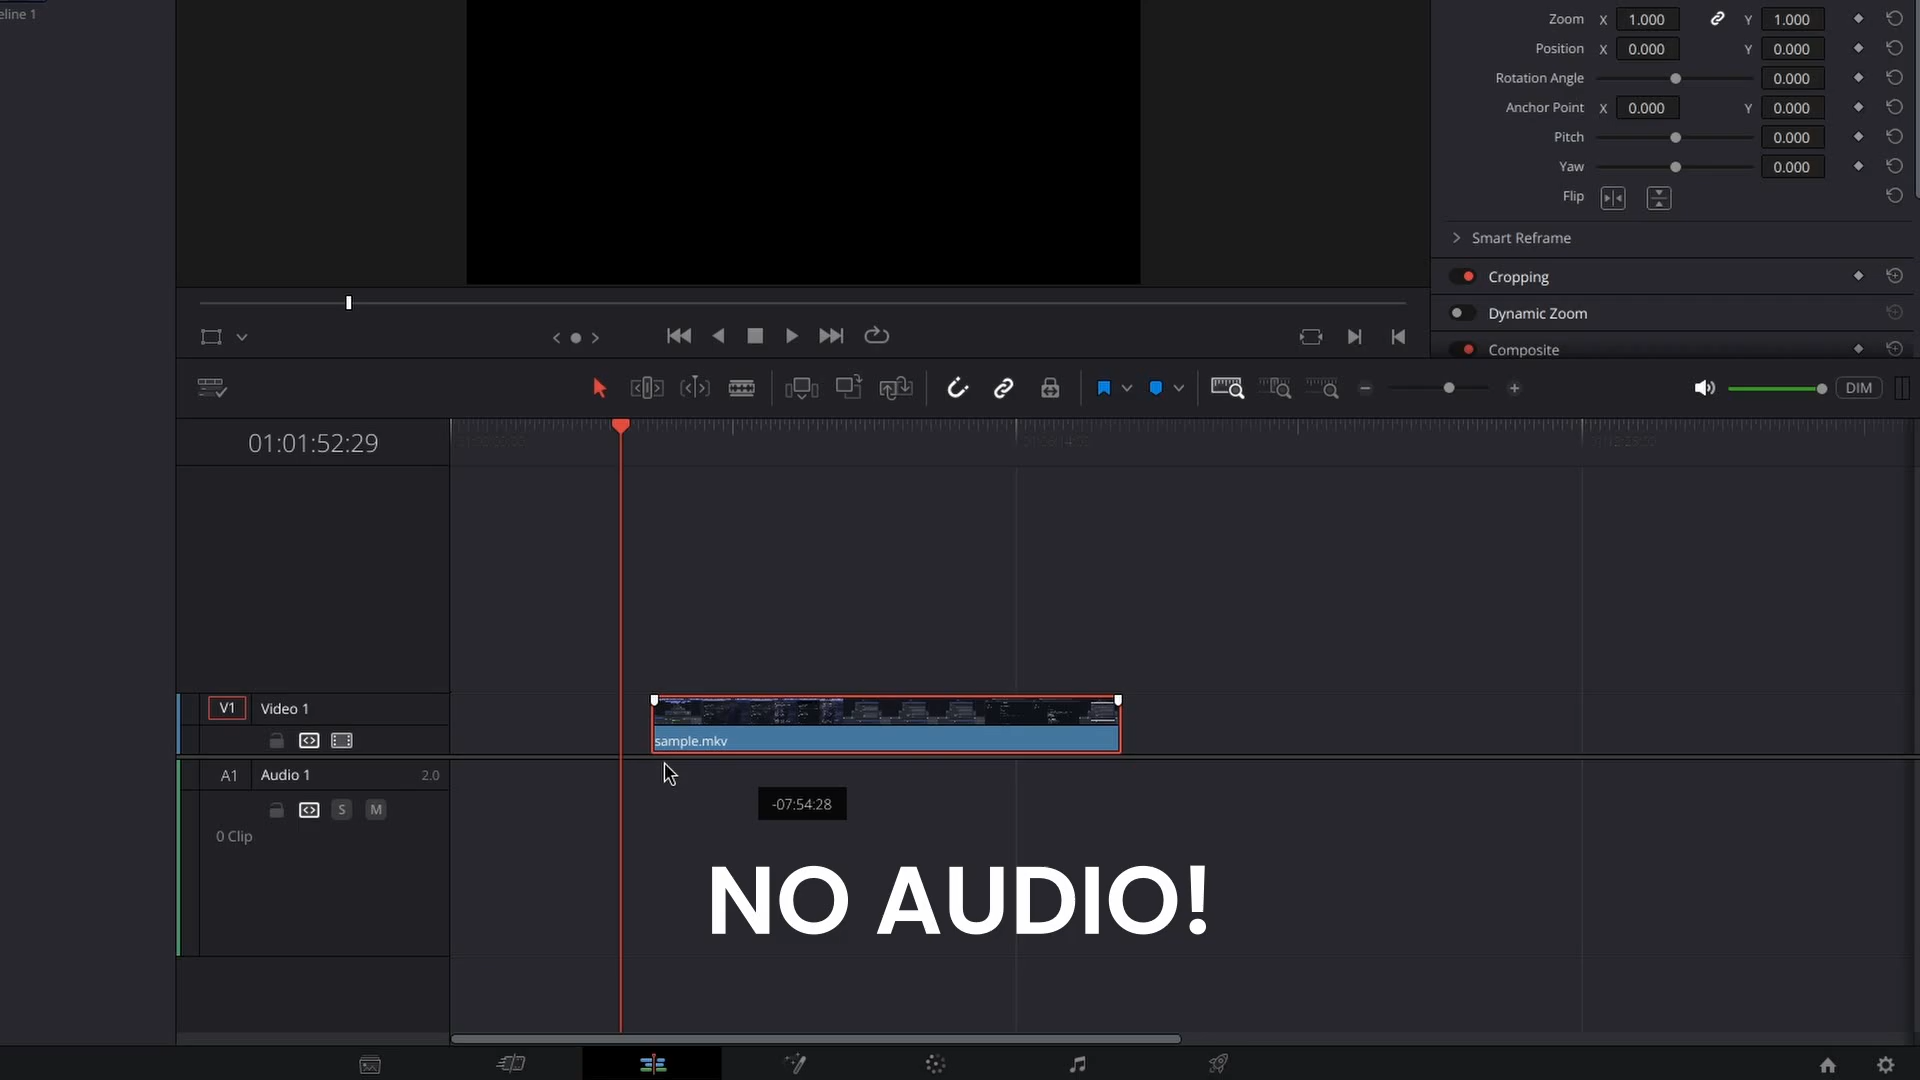 eline 1
Zoom X 1.000 Y 1.000
Position X 0.000 Y 0.000
Rotation Angle 0.000
Anchor Point X 0.000 Y 0.000
Pitch 0.000
Yaw 0.000
Flip
Smart Reframe
Cropping
Dynamic Zoom
Composite
DIM
01:01:52:29
V1 Video 1
sample.mkv
A1 Audio 1 2.0
S M
-07:54:28
0 Clip
NO AUDIO!